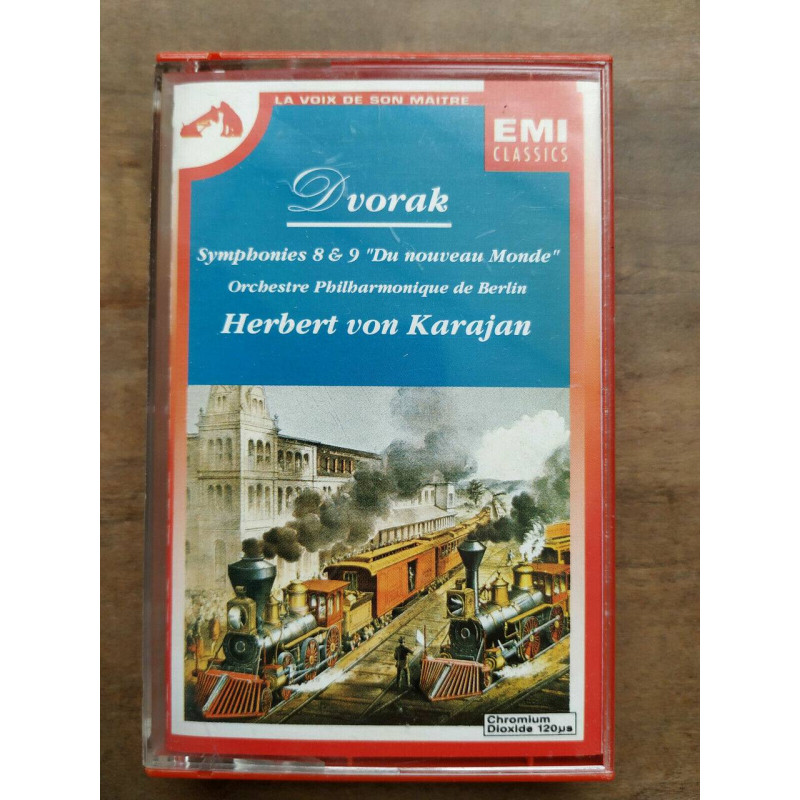 LA VOIX DE SON MAITRE
EMI
CLASSICS
Dvorak
Symphonies 8 & 9 "Du nouveau Monde"
Orchestre Philharmonique de Berlin
Herbert von Karajan
Chromium
Dioxide 120µs